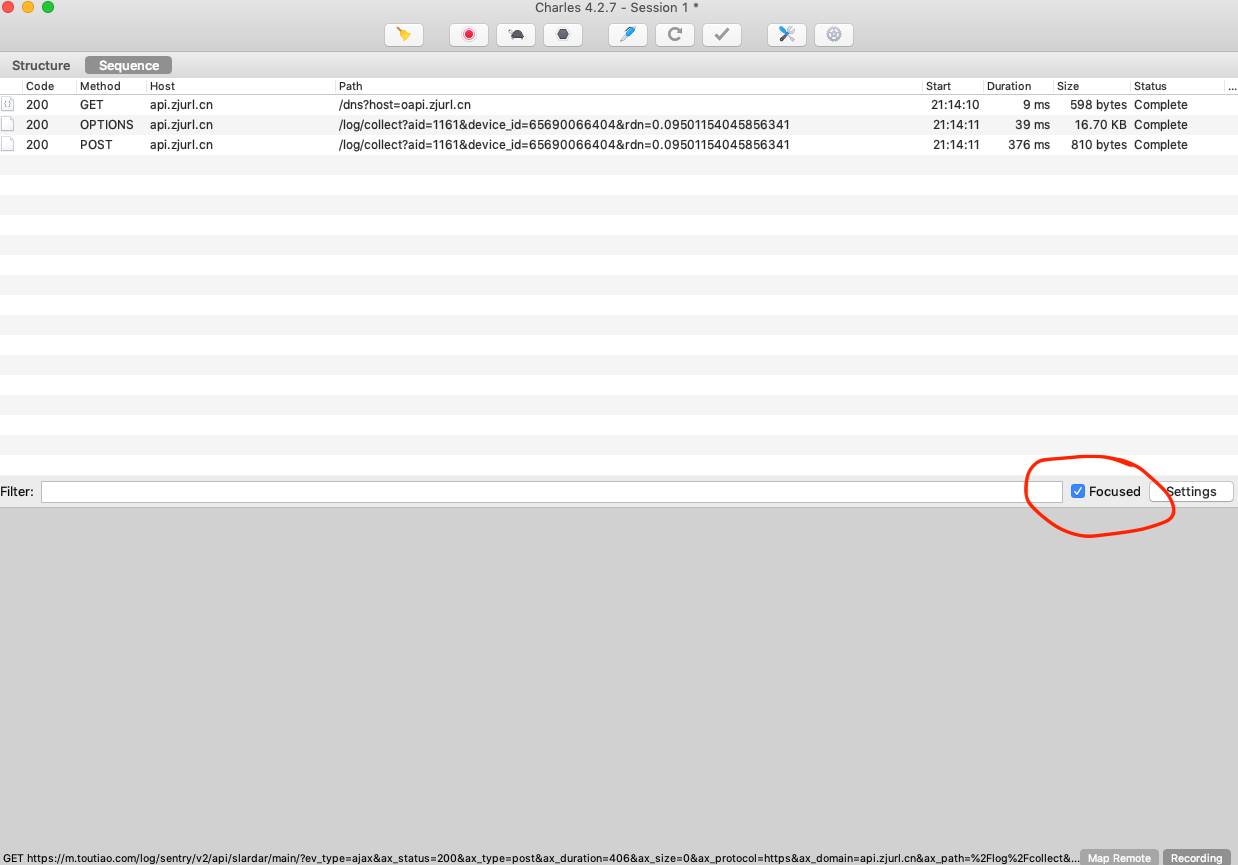 Charles 4.2.7 - Session 1 *
Structure Sequence
Code Method Host Path Start Duration Size Status ...
200 GET api.zjurl.cn /dns?host=oapi.zjurl.cn 21:14:10 9 ms 598 bytes Complete
200 OPTIONS api.zjurl.cn /log/collect?aid=1161&device_id=65690066404&rdn=0.09501154045856341 21:14:11 39 ms 16.70 KB Complete
200 POST api.zjurl.cn /log/collect?aid=1161&device_id=65690066404&rdn=0.09501154045856341 21:14:11 376 ms 810 bytes Complete
Filter: Focused Settings
GET https://m.toutiao.com/log/sentry/v2/api/slardar/main/?ev_type=ajax&ax_status=200&ax_type=post&ax_duration=406&ax_size=0&ax_protocol=https&ax_domain=api.zjurl.cn&ax_path=%2Flog%2Fcollect&... Map Remote Recording